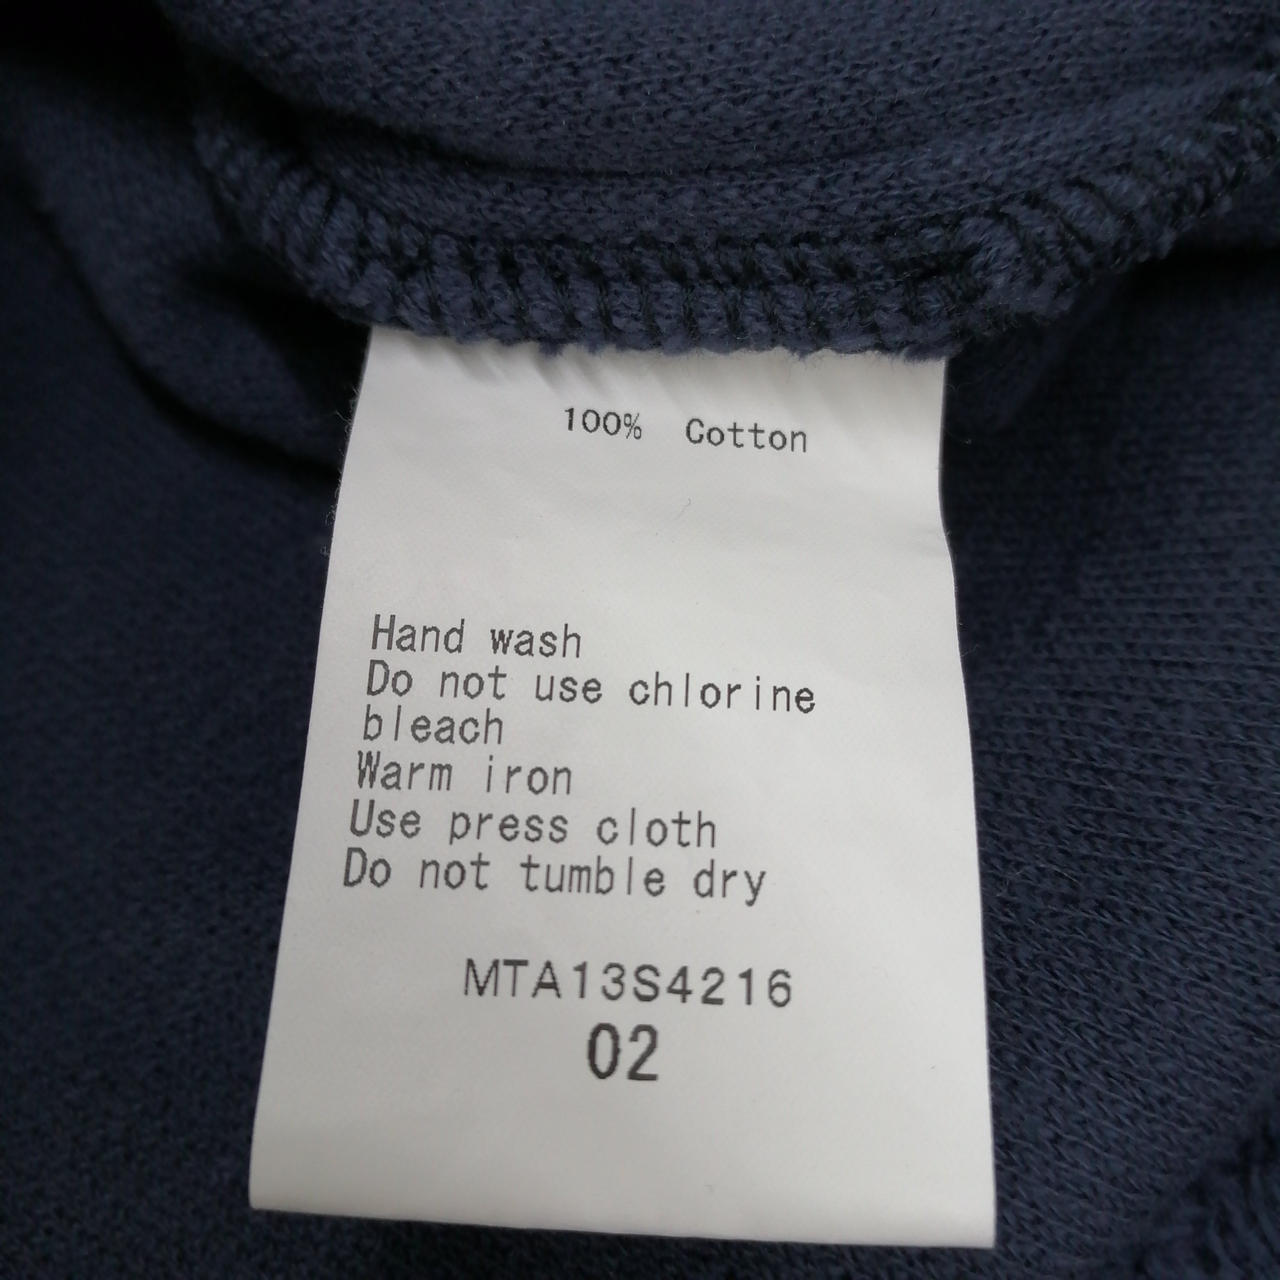 100% Cotton
Hand wash
Do not use chlorine
bleach
Warm iron
Use press cloth
Do not tumble dry
MTA13S4216
02